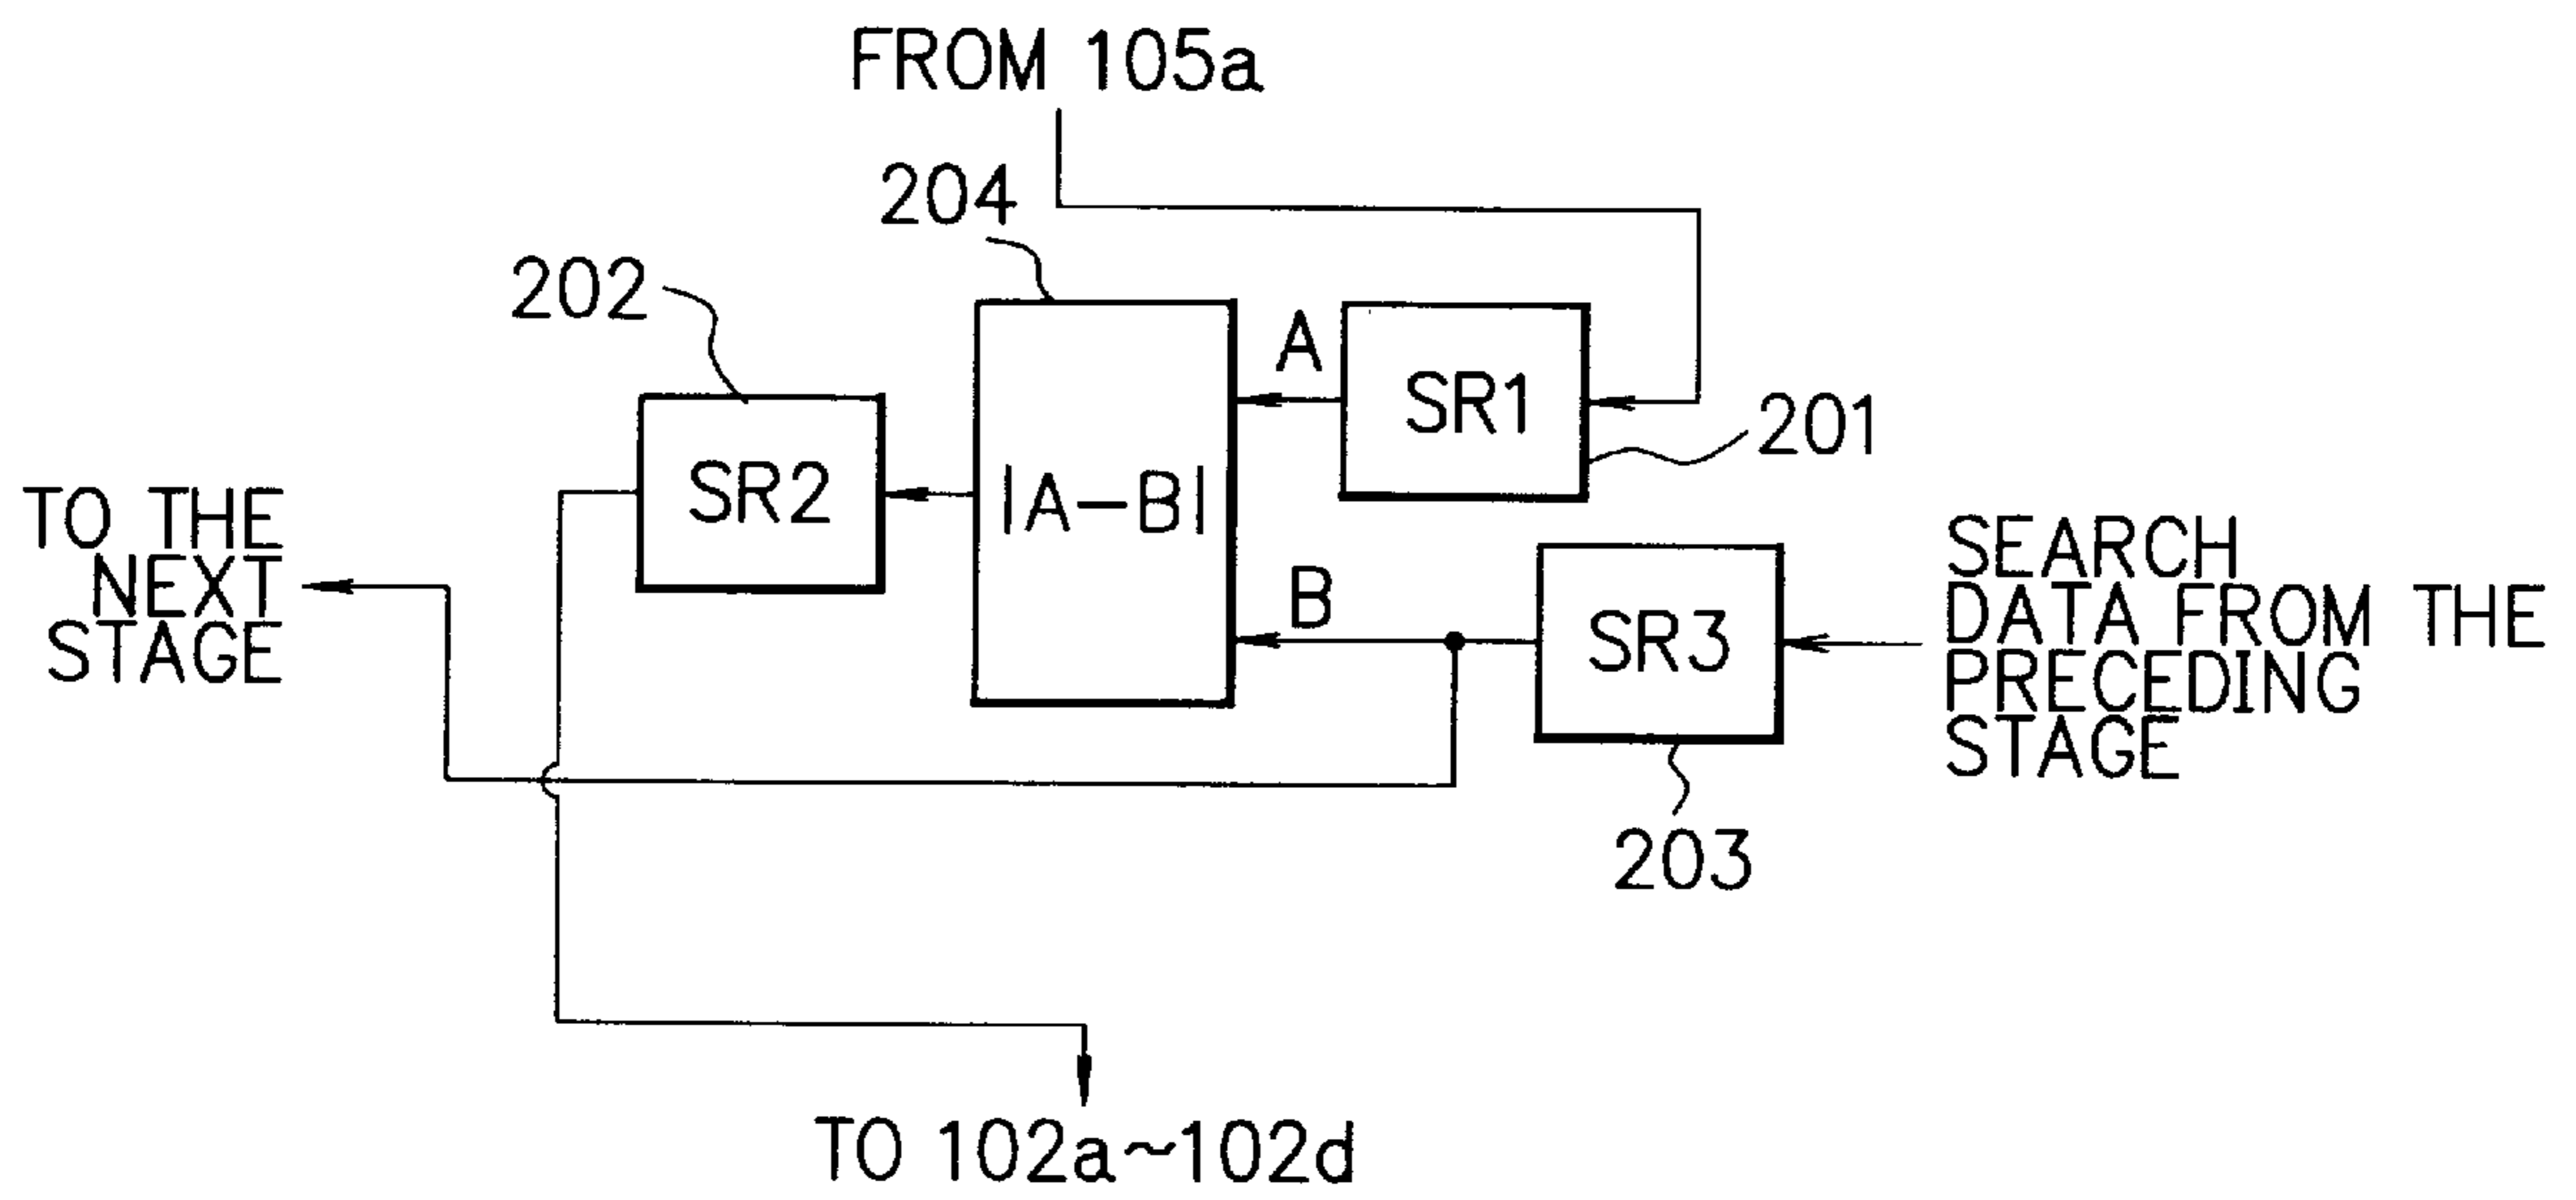 FROM 105a
204
202
A
SR1
201
SR2
|A-B|
TO THE
NEXT
STAGE
B
SR3
SEARCH
DATA FROM THE
PRECEDING
STAGE
203
TO 102a~102d